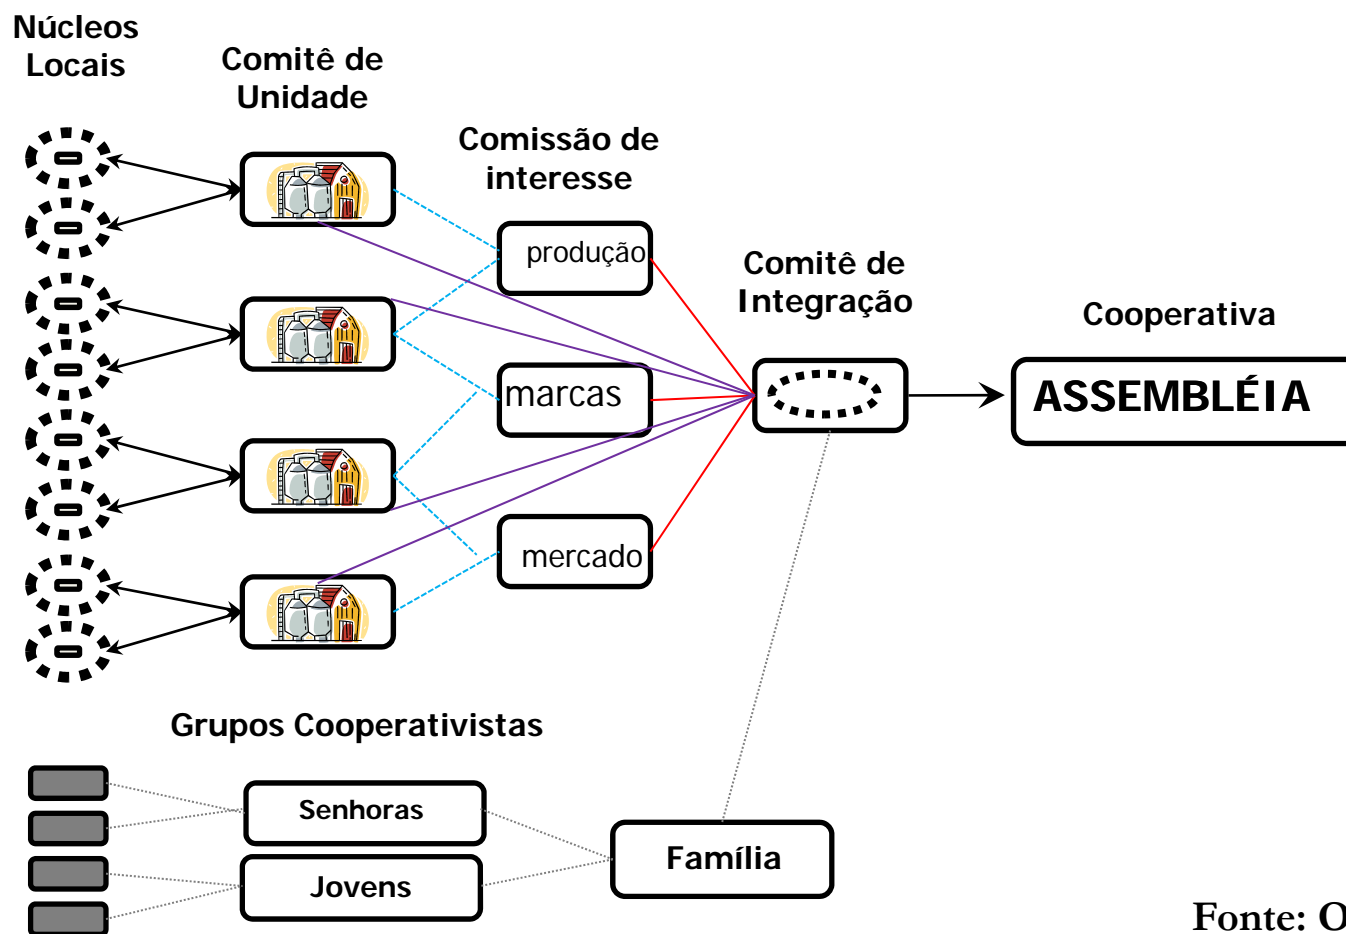 Núcleos
Locais
Comitê de
Unidade
Comissão de
interesse
produção
marcas
mercado
Comitê de
Integração
Cooperativa
ASSEMBLÉIA
Grupos Cooperativistas
Senhoras
Jovens
Família
Fonte: O